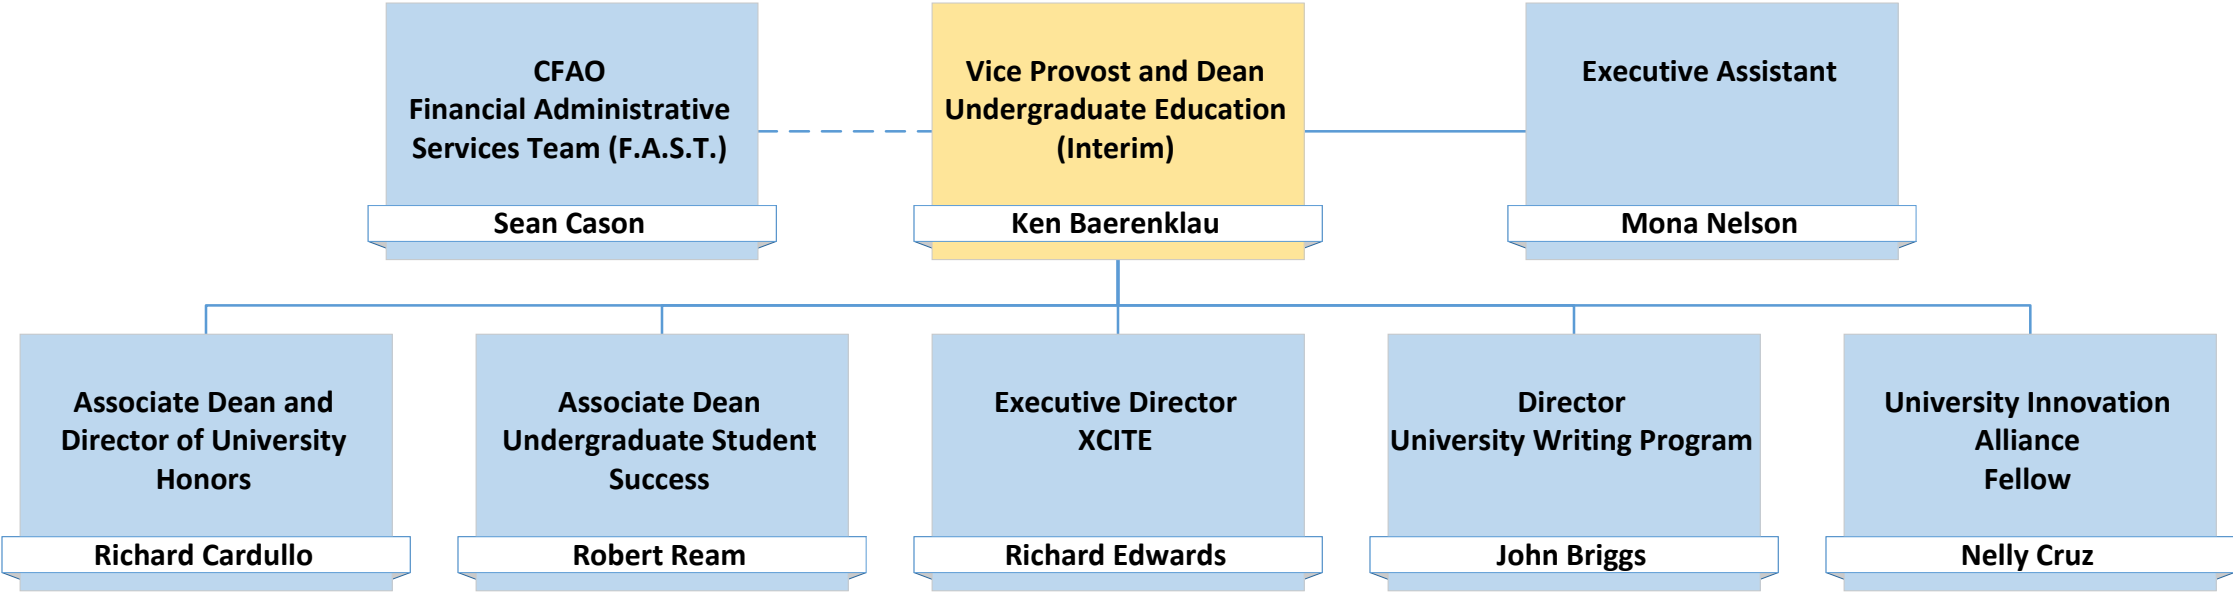 CFAO
Financial Administrative
Services Team (F.A.S.T.)
Sean Cason
Vice Provost and Dean
Undergraduate Education
(Interim)
Ken Baerenklau
Executive Assistant
Mona Nelson
Associate Dean and
Director of University
Honors
Richard Cardullo
Associate Dean
Undergraduate Student
Success
Robert Ream
Executive Director
XCITE
Richard Edwards
Director
University Writing Program
John Briggs
University Innovation
Alliance
Fellow
Nelly Cruz